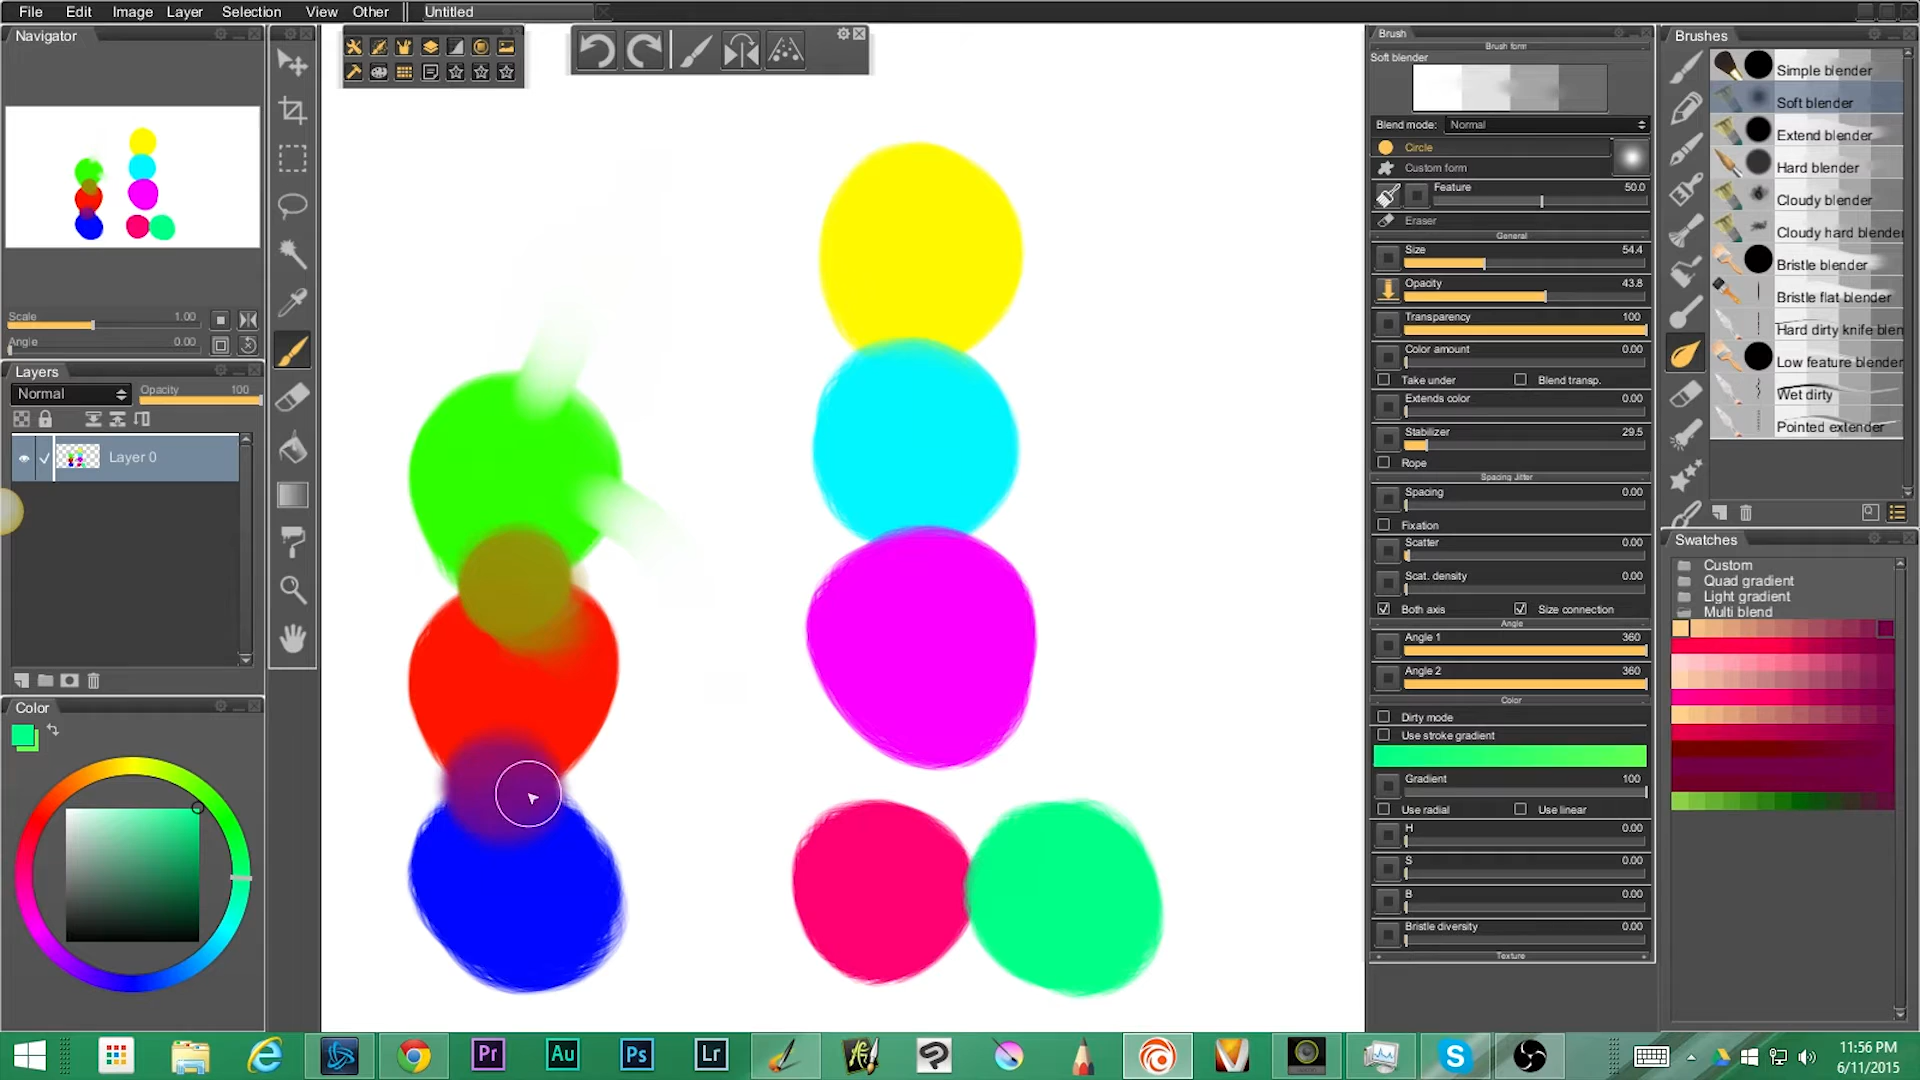 File Edit Image Layer Selection View Other Untitled
Navigator
Scale 1.00
Angle 0.00
Layers
Normal Opacity 100
Layer 0
Color
Brush
Brush form
Soft blender
Blend mode: Normal
Circle
Custom form
Feature 50.0
Eraser
General
Size 54.4
Opacity 43.8
Transparency 100
Color amount 0.00
Take under Blend transp.
Extends color 0.00
Stabilizer 29.5
Rope
Spacing Jitter
Spacing 0.00
Fixation
Scatter 0.00
Scat. density 0.00
Both axis Size connection
Angle
Angle 1 360
Angle 2 360
Color
Dirty mode
Use stroke gradient
Gradient 100
Use radial Use linear
H 0.00
S 0.00
B 0.00
Bristle diversity 0.00
Texture
Brushes
Simple blender
Soft blender
Extend blender
Hard blender
Cloudy blender
Cloudy hard blender
Bristle blender
Bristle flat blender
Hard dirty knife blen
Low feature blender
Wet dirty
Pointed extender
Swatches
Custom
Quad gradient
Light gradient
Multi blend
Pr Au Ps Lr
11:56 PM
6/11/2015